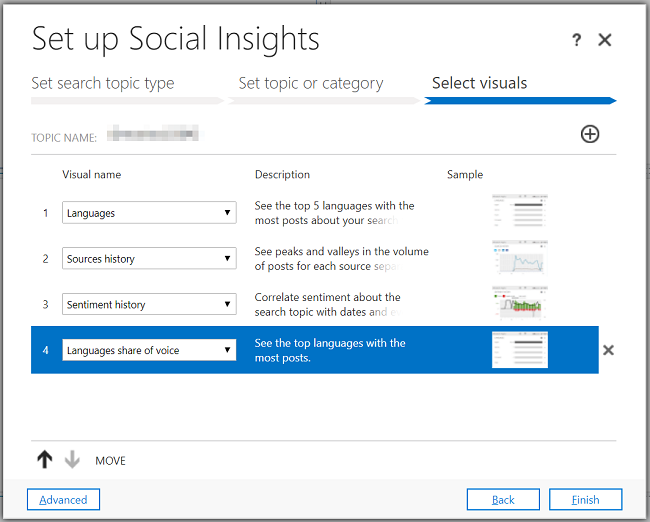 Set up Social Insights
?
Set search topic type
Set topic or category
Select visuals
TOPIC NAME:
Visual name
Description
Sample
1
Languages
See the top 5 languages with the
most posts about your
2
Sources history
See peaks and valleys in the volume
of posts for each source
3
Sentiment history
Correlate sentiment about the
search topic with dates and
4
Languages share of voice
See the top languages with the
most posts.
MOVE
Advanced
Back
Finish